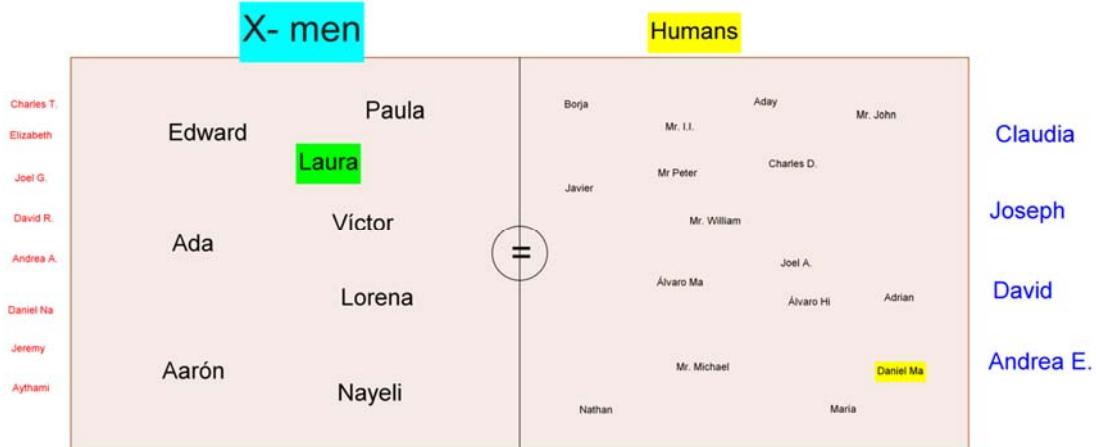 X- men
Humans
Charles T.
Elizabeth
Joel G.
David R.
Andrea A.
Daniel Na
Jeremy
Aythami
Paula
Edward
Laura
Víctor
Ada
Lorena
Aarón
Nayeli
=
Borja
Aday
Mr. John
Mr. I.I.
Charles D.
Mr Peter
Javier
Mr. William
Joel A.
Álvaro Ma
Álvaro Hi
Adrian
Mr. Michael
Daniel Ma
Nathan
María
Claudia
Joseph
David
Andrea E.